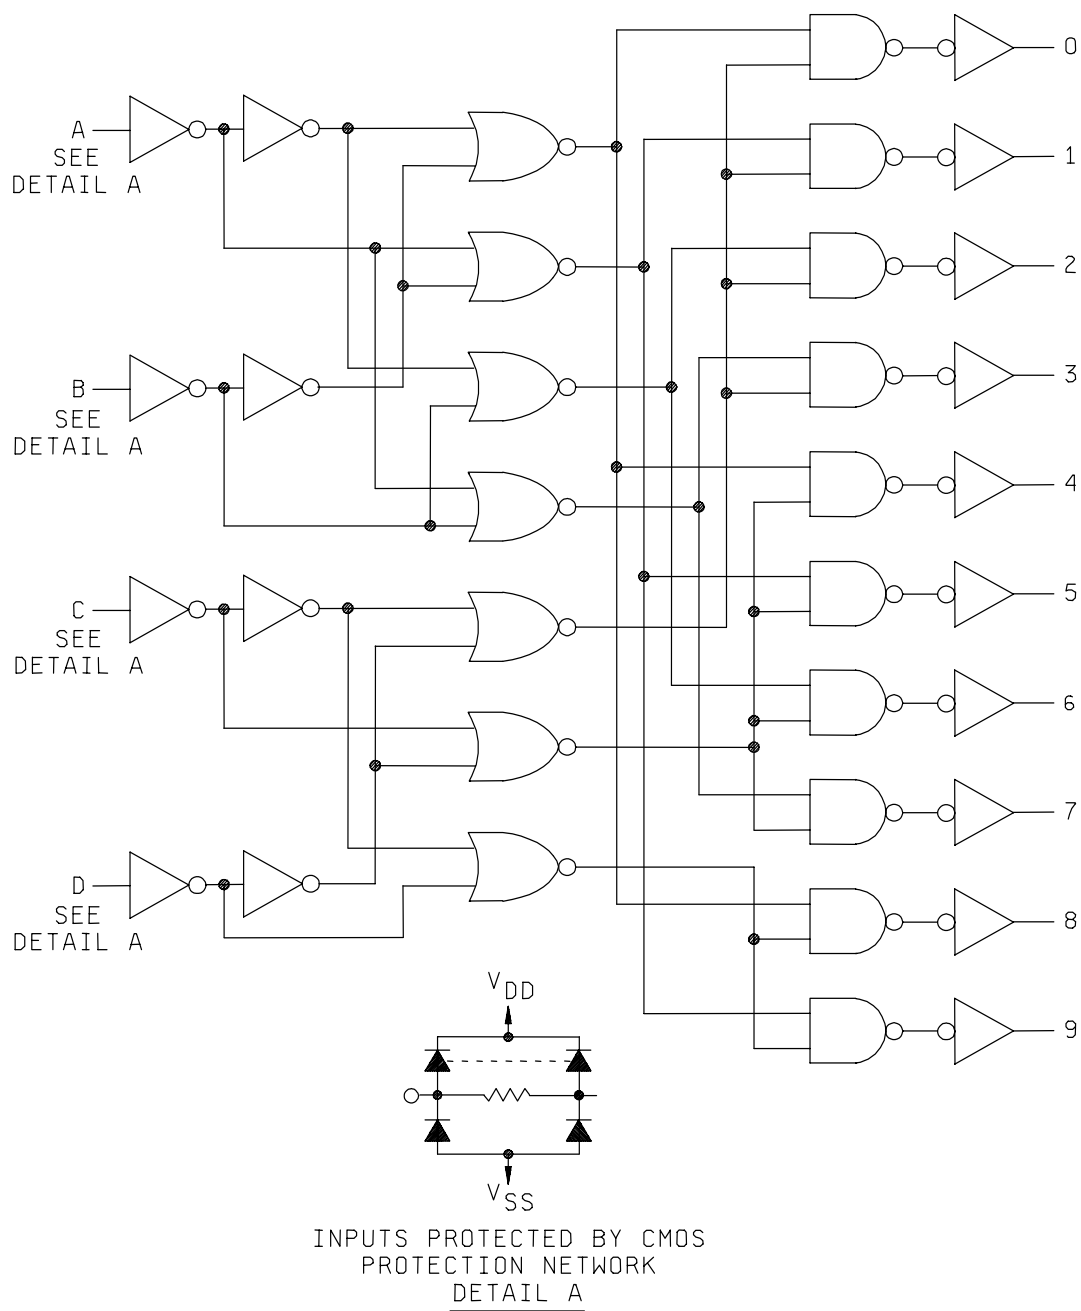 0
A
SEE
DETAIL A
1
2
B
SEE
DETAIL A
3
4
C
SEE
DETAIL A
5
6
7
D
SEE
DETAIL A
8
9
VDD
VSS
INPUTS PROTECTED BY CMOS
PROTECTION NETWORK
DETAIL A